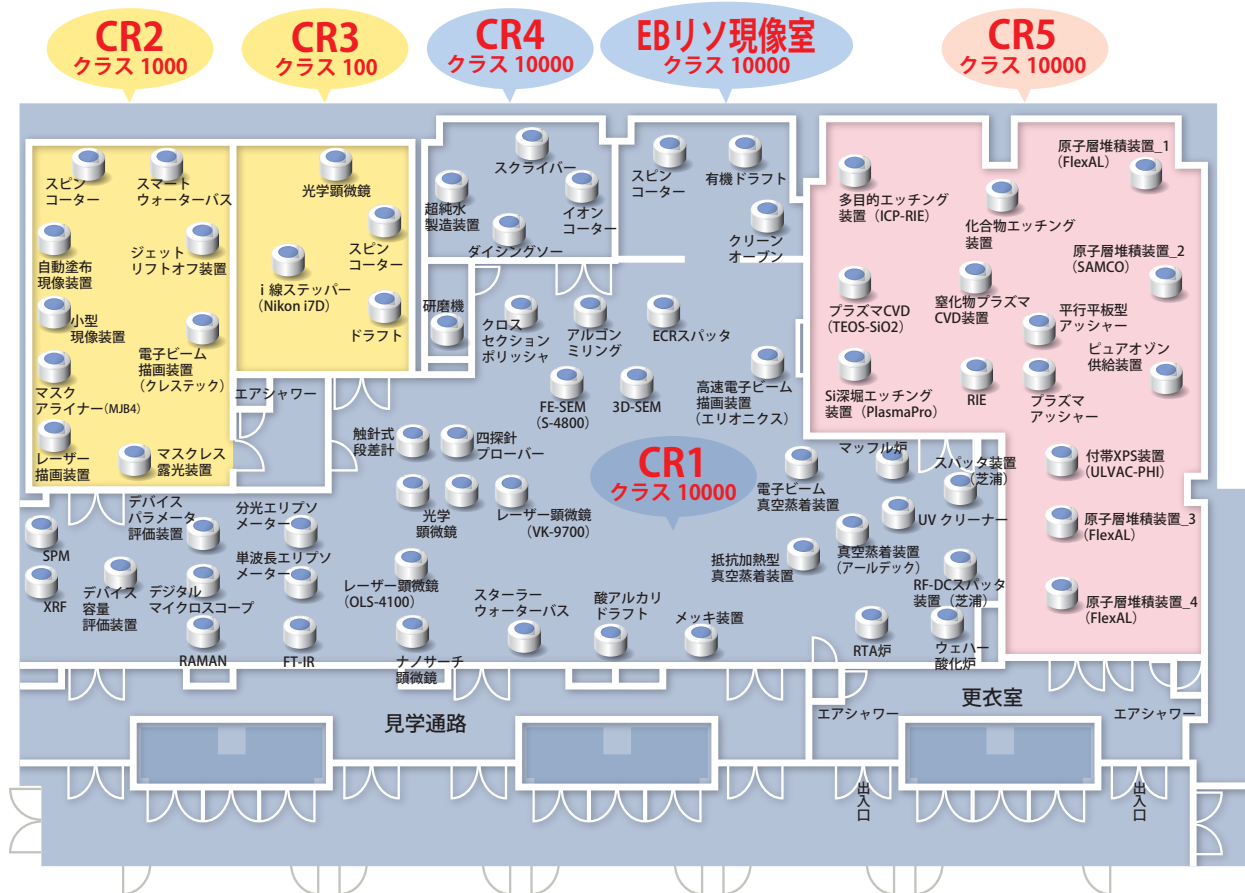 CR2
クラス 1000
CR3
クラス 100
CR4
クラス 10000
EBリソ現像室
クラス 10000
CR5
クラス 10000
スピン
コーター
スマート
ウォーターバス
自動塗布
現像装置
ジェット
リフトオフ装置
小型
現像装置
電子ビーム
描画装置
(クレステック)
マスク
アライナー(MJB4)
レーザー
描画装置
マスクレス
露光装置
光学顕微鏡
スピン
コーター
i 線ステッパー
(Nikon i7D)
ドラフト
エアシャワー
スクライバー
超純水
製造装置
イオン
コーター
ダイシングソー
研磨機
スピン
コーター
有機ドラフト
クリーン
オーブン
クロス
セクション
ポリッシャ
アルゴン
ミリング
ECRスパッタ
FE-SEM
(S-4800)
3D-SEM
高速電子ビーム
描画装置
(エリオニクス)
多目的エッチング
装置(ICP-RIE)
化合物エッチング
装置
原子層堆積装置_1
(FlexAL)
原子層堆積装置_2
(SAMCO)
プラズマCVD
(TEOS-SiO2)
窒化物プラズマ
CVD装置
平行平板型
アッシャー
ピュアオゾン
供給装置
Si深堀エッチング
装置(PlasmaPro)
RIE
プラズマ
アッシャー
付帯XPS装置
(ULVAC-PHI)
原子層堆積装置_3
(FlexAL)
原子層堆積装置_4
(FlexAL)
触針式
段差計
四探針
プローバー
CR1
クラス 10000
光学
顕微鏡
レーザー顕微鏡
(VK-9700)
電子ビーム
真空蒸着装置
マッフル炉
スパッタ装置
(芝浦)
UV クリーナー
真空蒸着装置
(アールデック)
抵抗加熱型
真空蒸着装置
RF-DCスパッタ
装置(芝浦)
SPM
XRF
デバイス
パラメータ
評価装置
デバイス
容量
評価装置
デジタル
マイクロスコープ
分光エリプソ
メーター
単波長エリプソ
メーター
レーザー顕微鏡
(OLS-4100)
RAMAN
FT-IR
ナノサーチ
顕微鏡
スターラー
ウォーターバス
酸アルカリ
ドラフト
メッキ装置
RTA炉
ウェハー
酸化炉
見学通路
エアシャワー
更衣室
エアシャワー
出入口
出入口